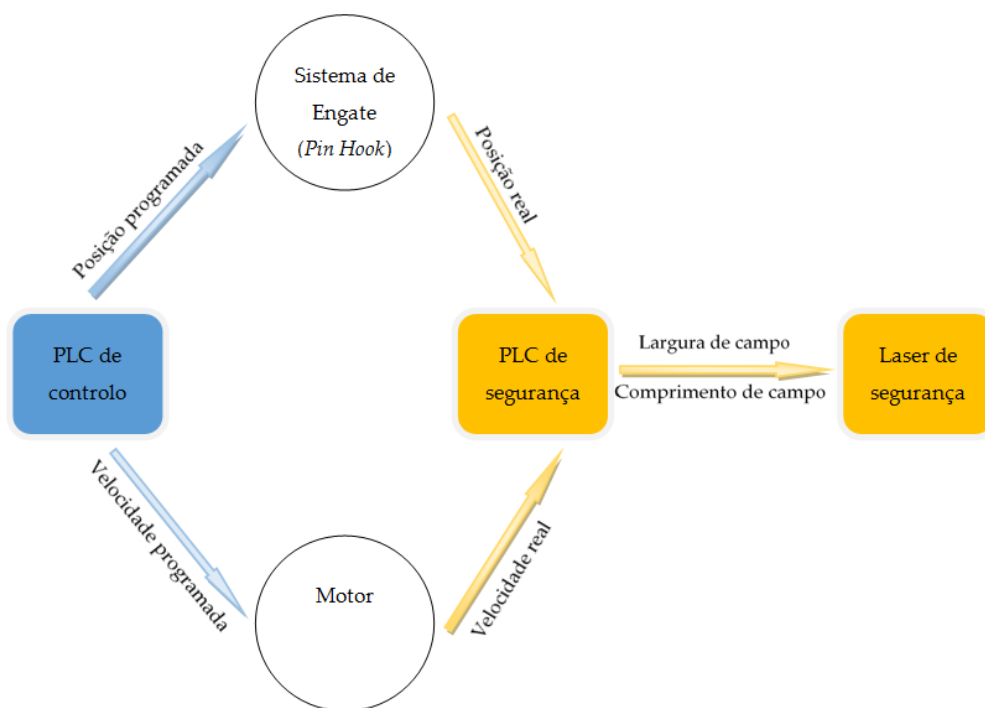 Sistema de
Engate
(Pin Hook)
Posição programada
Posição real
PLC de
controlo
PLC de
segurança
Largura de campo
Comprimento de campo
Laser de
segurança
Velocidade programada
Velocidade real
Motor